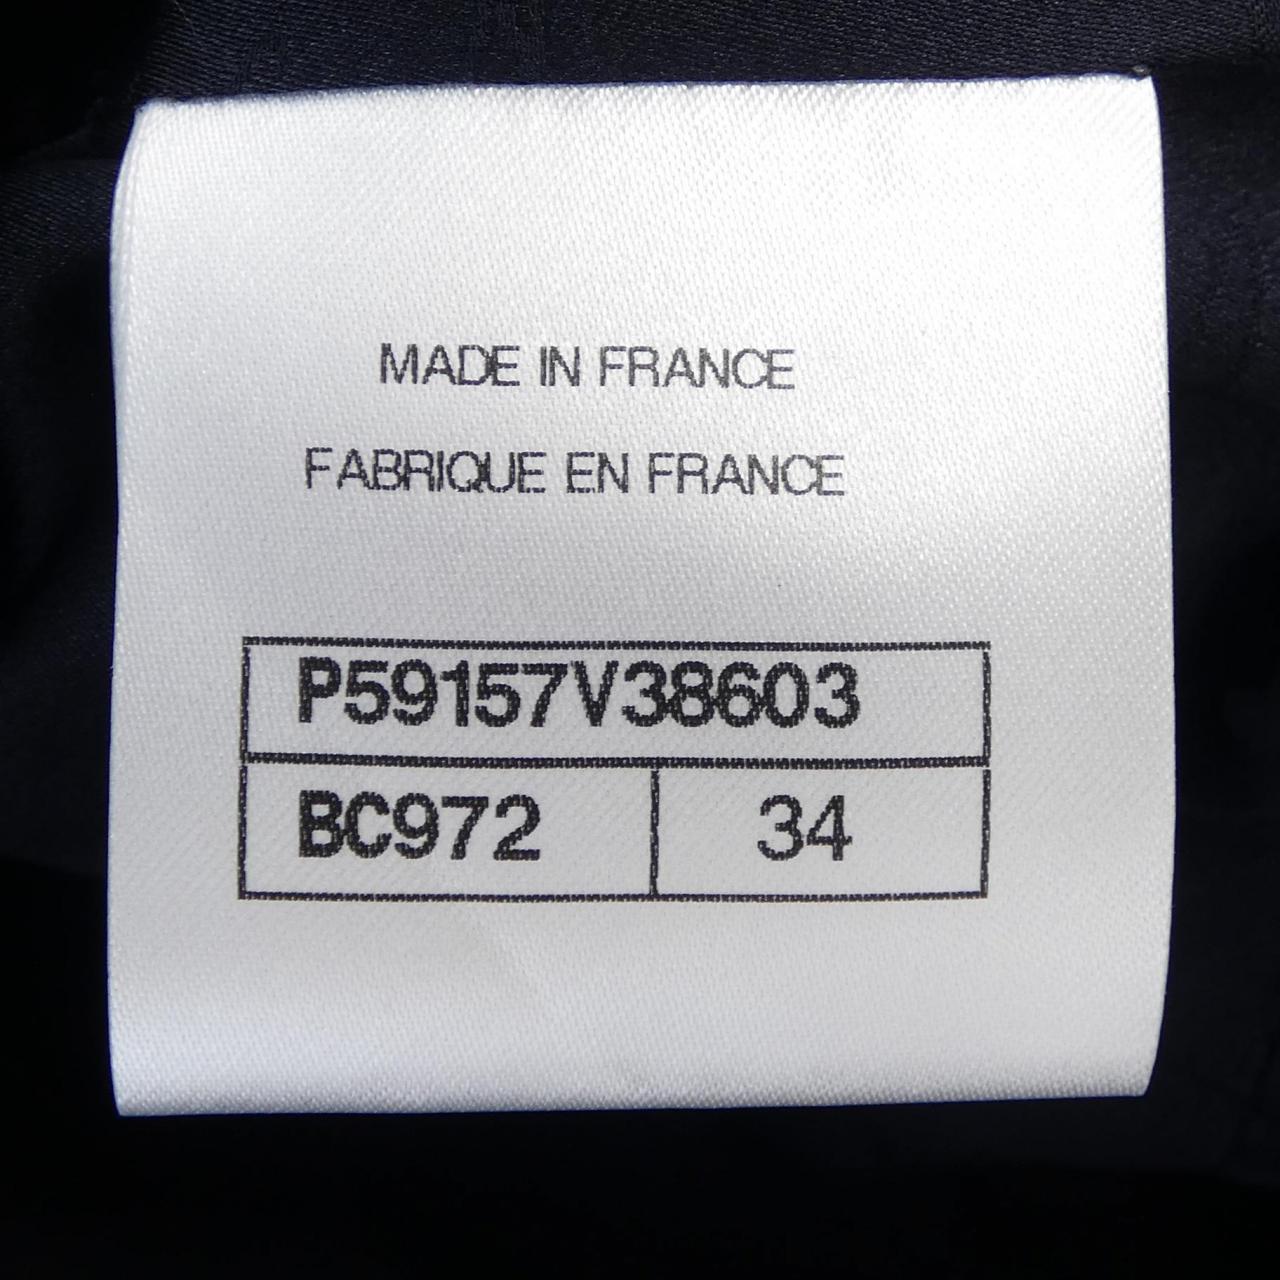 MADE IN FRANCE
FABRIQUE EN FRANCE
P59157V38603
BC972 34